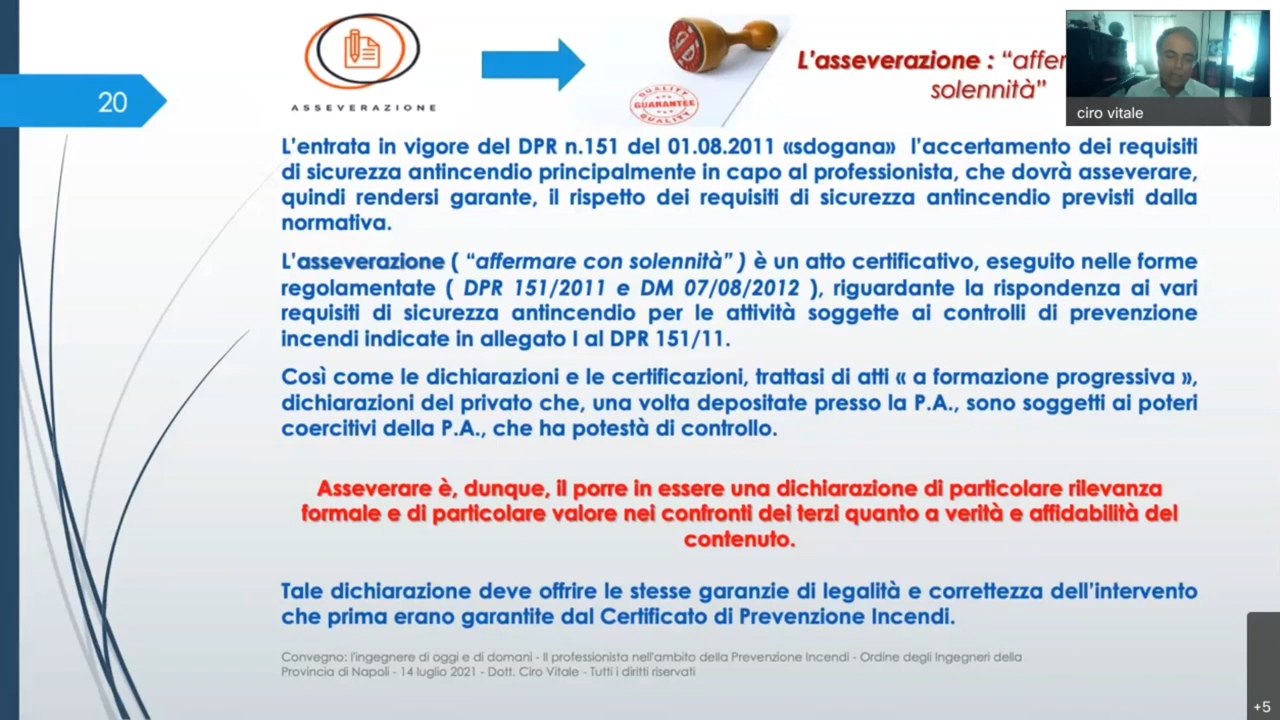 20
ASSEVERAZIONE
QUALITY
GUARANTEE
QUALITY
L'asseverazione : "affer
solennità"
ciro vitale
L'entrata in vigore del DPR n.151 del 01.08.2011 «sdogana» l'accertamento dei requisiti
di sicurezza antincendio principalmente in capo al professionista, che dovrà asseverare,
quindi rendersi garante, il rispetto dei requisiti di sicurezza antincendio previsti dalla
normativa.
L'asseverazione ( "affermare con solennità" ) è un atto certificativo, eseguito nelle forme
regolamentate ( DPR 151/2011 e DM 07/08/2012 ), riguardante la rispondenza ai vari
requisiti di sicurezza antincendio per le attività soggette ai controlli di prevenzione
incendi indicate in allegato I al DPR 151/11.
Così come le dichiarazioni e le certificazioni, trattasi di atti « a formazione progressiva »,
dichiarazioni del privato che, una volta depositate presso la P.A., sono soggetti ai poteri
coercitivi della P.A., che ha potestà di controllo.
Asseverare è, dunque, il porre in essere una dichiarazione di particolare rilevanza
formale e di particolare valore nei confronti dei terzi quanto a verità e affidabilità del
contenuto.
Tale dichiarazione deve offrire le stesse garanzie di legalità e correttezza dell'intervento
che prima erano garantite dal Certificato di Prevenzione Incendi.
Convegno: l'ingegnere di oggi e di domani - Il professionista nell'ambito della Prevenzione Incendi - Ordine degli Ingegneri della
Provincia di Napoli - 14 luglio 2021 - Dott. Ciro Vitale - Tutti i diritti riservati
+5